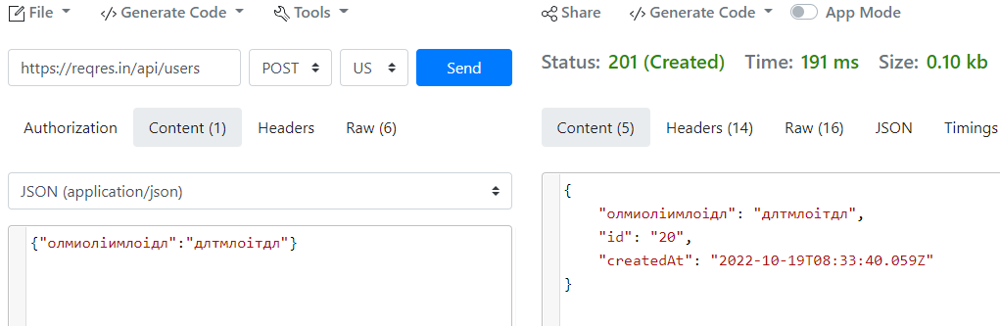 File Generate Code Tools
https://reqres.in/api/users POST US Send
Authorization Content (1) Headers Raw (6)
JSON (application/json)
{"олмиоліимлоідл":"длтмлоітдл"}
Share Generate Code App Mode
Status: 201 (Created) Time: 191 ms Size: 0.10 kb
Content (5) Headers (14) Raw (16) JSON Timings
{
"олмиоліимлоідл": "длтмлоітдл",
"id": "20",
"createdAt": "2022-10-19T08:33:40.059Z"
}